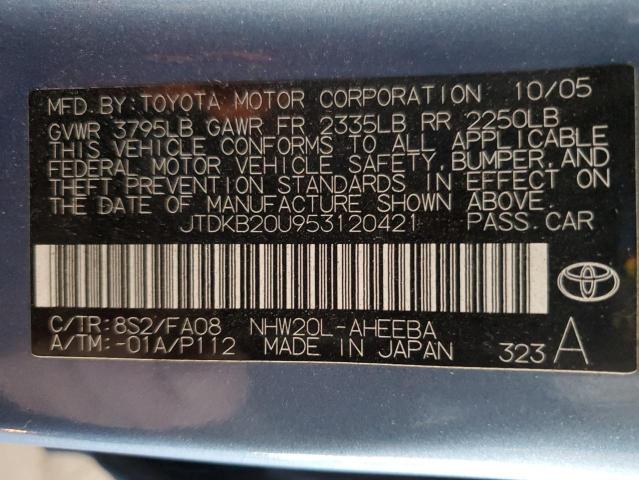 MFD. BY: TOYOTA MOTOR CORPORATION 10/05
GVWR 3795LB GAWR FR 2335LB RR 2250LB
THIS VEHICLE CONFORMS TO ALL APPLICABLE
FEDERAL MOTOR VEHICLE SAFETY, BUMPER, AND
THEFT PREVENTION STANDARDS IN EFFECT ON
THE DATE OF MANUFACTURE SHOWN ABOVE.
JTDKB20U953120421 PASS. CAR
C/TR: 8S2/FA08 NHW20L-AHEEBA
A/TM: -01A/P112 MADE IN JAPAN 323 A